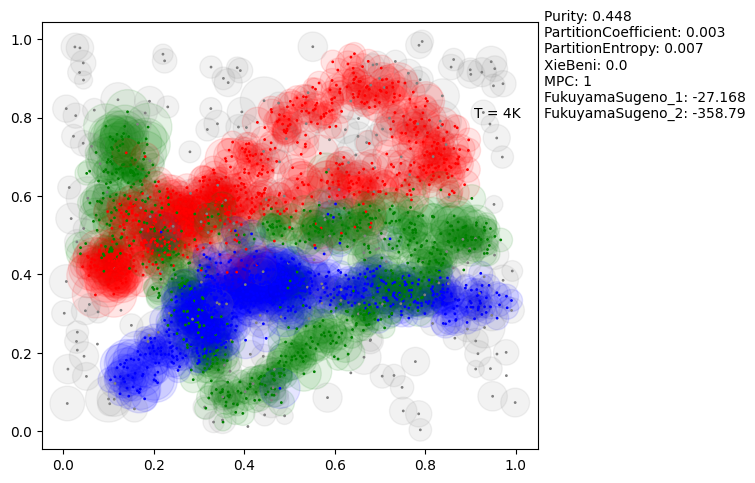 Purity: 0.448
PartitionCoefficient: 0.003
PartitionEntropy: 0.007
XieBeni: 0.0
MPC: 1
FukuyamaSugeno_1: -27.168
FukuyamaSugeno_2: -358.79
T = 4K
1.0
0.8
0.6
0.4
0.2
0.0
0.0 0.2 0.4 0.6 0.8 1.0